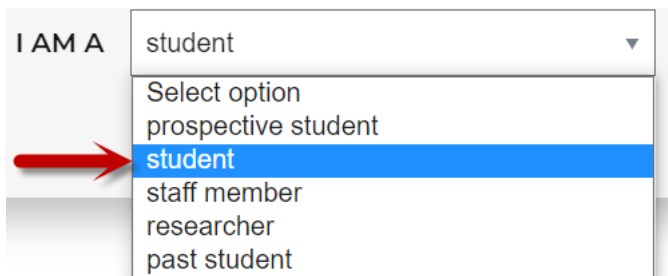 I AM A student
Select option
prospective student
student
staff member
researcher
past student